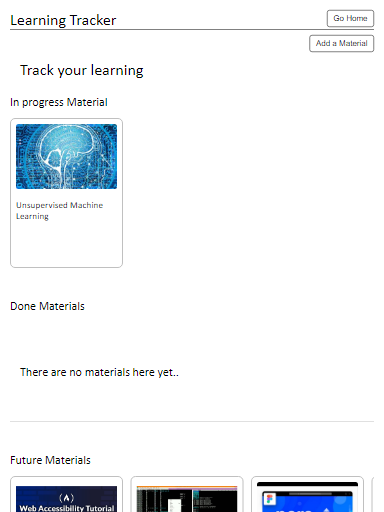 Learning Tracker
Go Home
Add a Material
Track your learning
In progress Material
Unsupervised Machine
Learning
Done Materials
There are no materials here yet..
Future Materials
Web Accessibility Tutorial